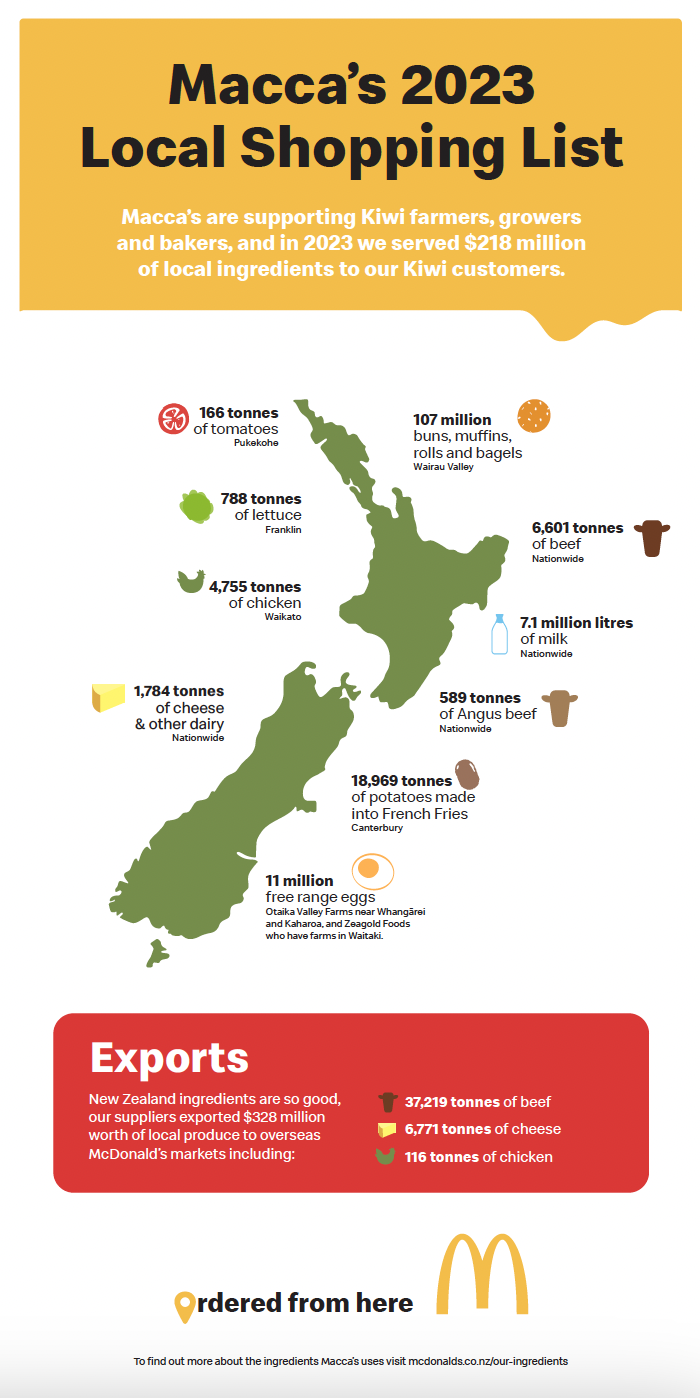 Macca's 2023
Local Shopping List
Macca's are supporting Kiwi farmers, growers
and bakers, and in 2023 we served $218 million
of local ingredients to our Kiwi customers.
166 tonnes
of tomatoes
Pukekohe
107 million
buns, muffins,
rolls and bagels
Wairau Valley
788 tonnes
of lettuce
Franklin
6,601 tonnes
of beef
Nationwide
4,755 tonnes
of chicken
Waikato
7.1 million litres
of milk
Nationwide
1,784 tonnes
of cheese
& other dairy
Nationwide
589 tonnes
of Angus beef
Nationwide
18,969 tonnes
of potatoes made
into French Fries
Canterbury
11 million
free range eggs
Otaika Valley Farms near Whangārei
and Kaharoa, and Zeagold Foods
who have farms in Waitaki.
Exports
New Zealand ingredients are so good,
our suppliers exported $328 million
worth of local produce to overseas
McDonald's markets including:
37,219 tonnes of beef
6,771 tonnes of cheese
116 tonnes of chicken
rdered from here
To find out more about the ingredients Macca's uses visit mcdonalds.co.nz/our-ingredients